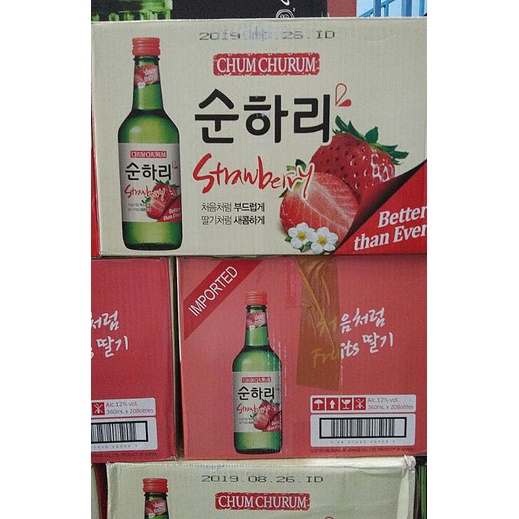 2019.08.26.ID
CHUM CHURUM
순하리
Strawberry
처음처럼 부드럽게
딸기처럼 새콤하게
Better
than Ever
CHUM CHURUM
순하리
Strawberry
Better
than Ever
IMPORTED
처음처럼
Fruits 딸기
처럼
딸기
CHUM CHURUM
순하리
Strawberry
Alc.12% vol.
360mL x 20Bottles
Alc.12% vol.
360mL x 20Bottles
2019.08.26.ID
CHUM CHURUM